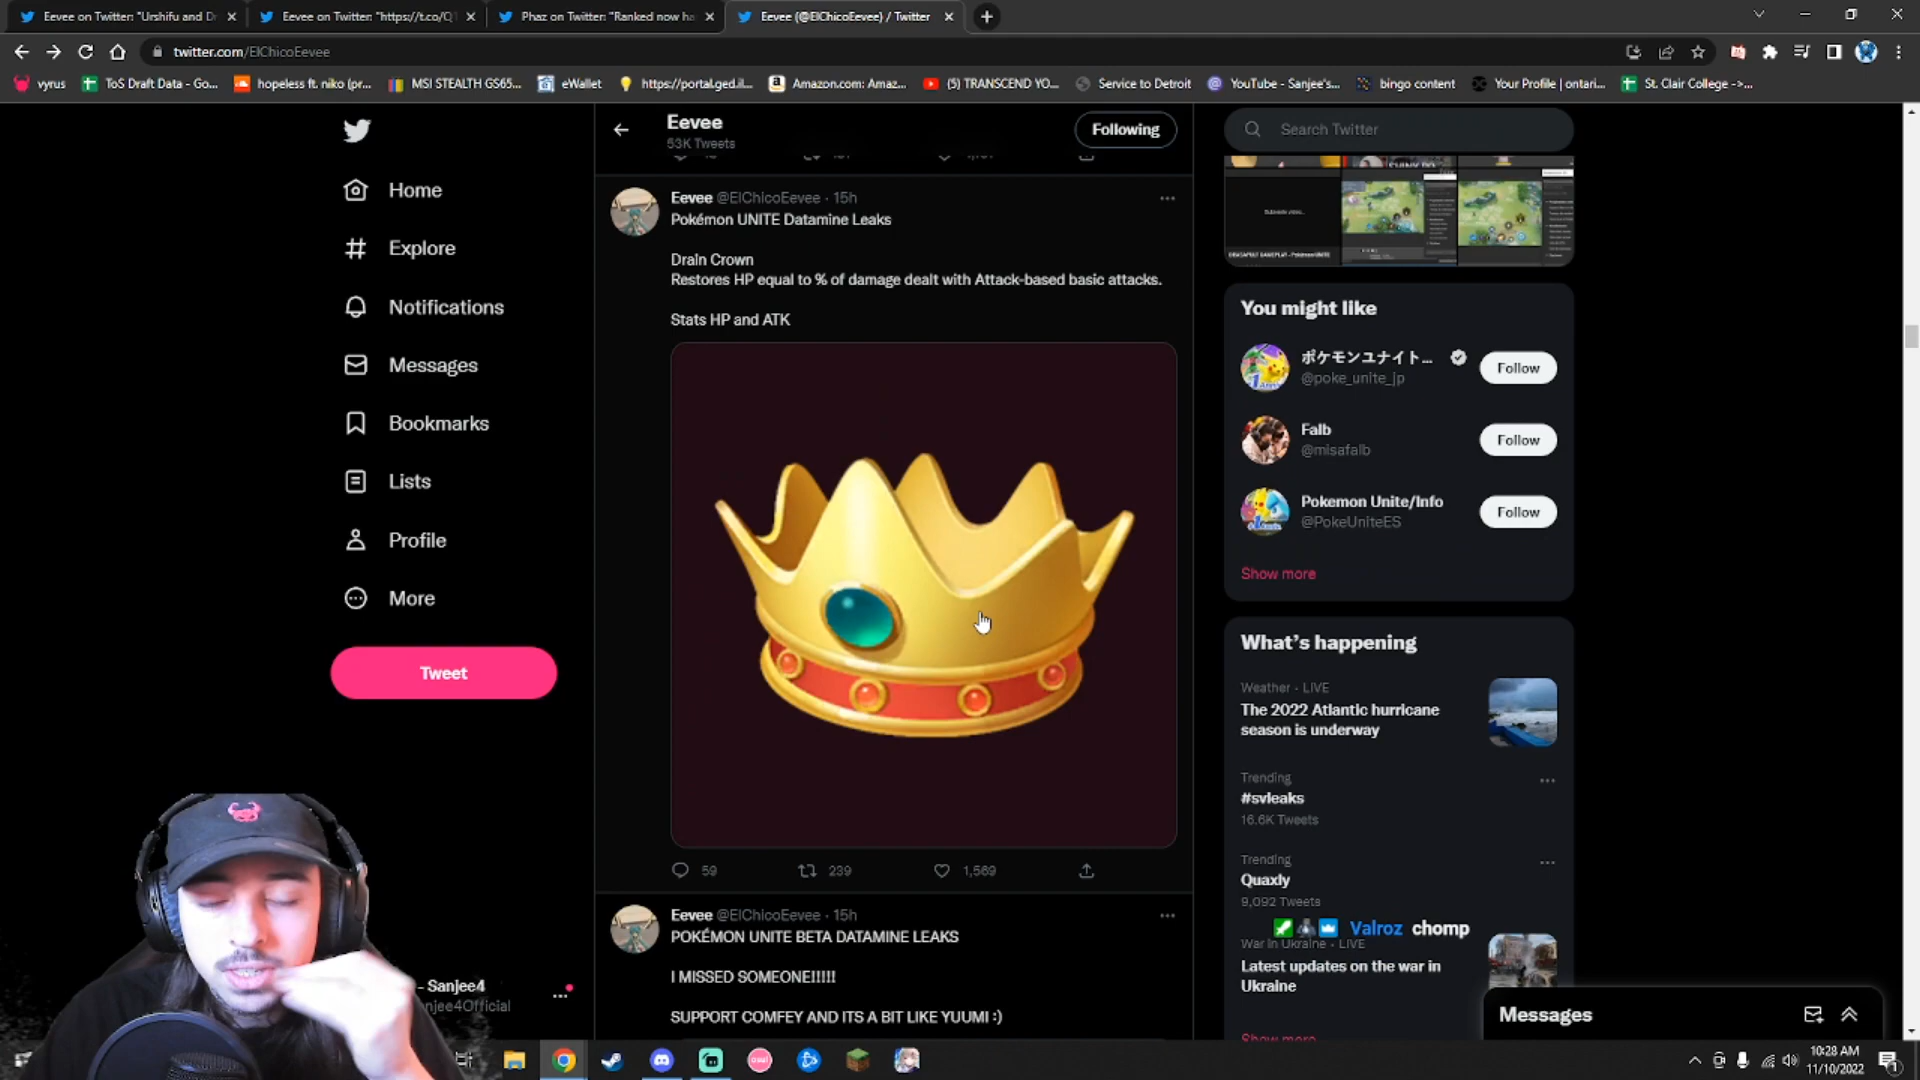 Eevee on Twitter: "Urshifu and Dr
Eevee on Twitter: "https://t.co/Q
Phaz on Twitter: "Ranked now ha
Eevee (@ElChicoEevee) / Twitter
twitter.com/ElChicoEevee
vyrus
ToS Draft Data - Go...
hopeless ft. niko (pr...
MSI STEALTH GS65...
eWallet
https://portal.ged.il...
Amazon.com: Amaz...
(5) TRANSCEND YO...
Service to Detroit
YouTube - Sanjee's...
bingo content
Your Profile | ontari...
St. Clair College ->...
Home
Explore
Notifications
Messages
Bookmarks
Lists
Profile
More
Tweet
- Sanjee4
njee4Official
Eevee
53K Tweets
Following
Eevee @ElChicoEevee · 15h
Pokémon UNITE Datamine Leaks
Drain Crown
Restores HP equal to % of damage dealt with Attack-based basic attacks.
Stats HP and ATK
59
239
1,569
Eevee @ElChicoEevee · 15h
POKÉMON UNITE BETA DATAMINE LEAKS
I MISSED SOMEONE!!!!!
SUPPORT COMFEY AND ITS A BIT LIKE YUUMI :)
Search Twitter
You might like
ポケモンユナイト...
@poke_unite_jp
Follow
Falb
@misafalb
Follow
Pokemon Unite/Info
@PokeUniteES
Follow
Show more
What's happening
Weather · LIVE
The 2022 Atlantic hurricane
season is underway
Trending
#svleaks
16.6K Tweets
Trending
Quaxly
9,092 Tweets
Valroz chomp
War in Ukraine · LIVE
Latest updates on the war in
Ukraine
Show more
Messages
osu!
10:28 AM
11/10/2022
1